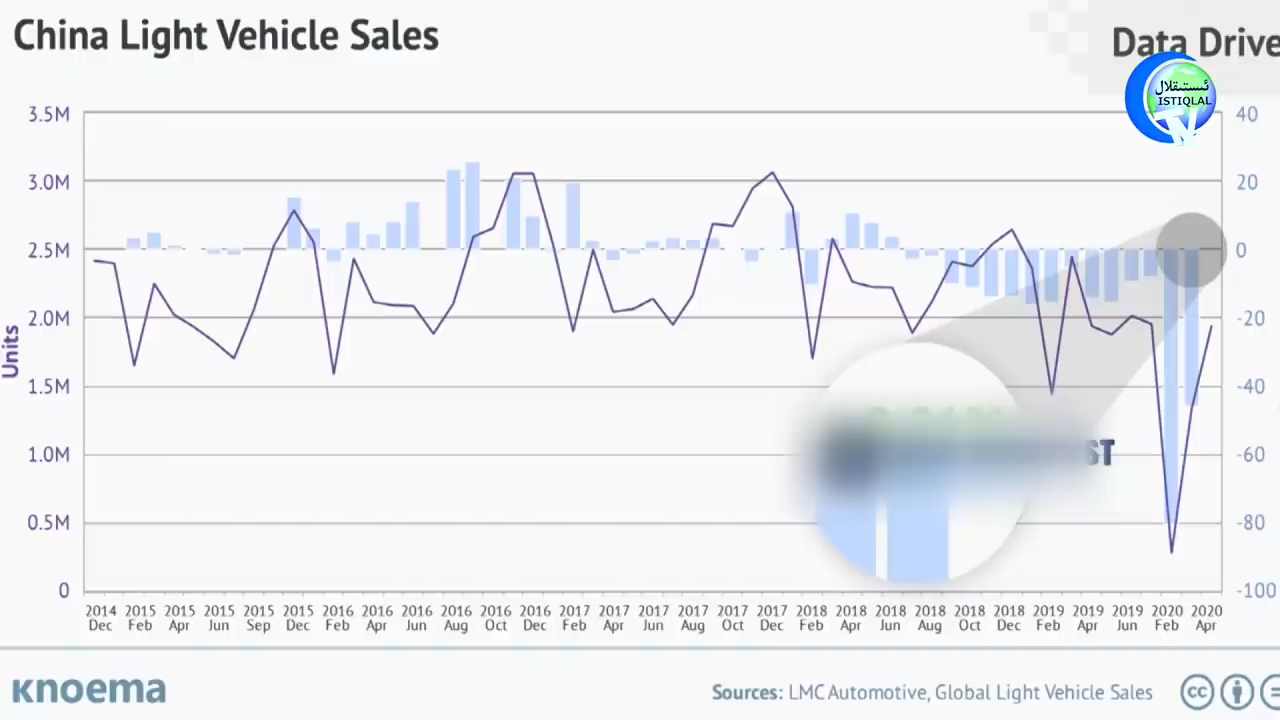 China Light Vehicle Sales
Data Drive
ئىستىقلال
ISTIQLAL
TV
3.5M
3.0M
2.5M
2.0M
1.5M
1.0M
0.5M
0
Units
40
20
0
-20
-40
-60
-80
-100
ST
2014 2015 2015 2015 2015 2015 2016 2016 2016 2016 2016 2016 2017 2017 2017 2017 2017 2017 2018 2018 2018 2018 2018 2018 2019 2019 2019 2020 2020
Dec Feb Apr Jun Sep Dec Feb Apr Jun Aug Oct Dec Feb Apr Jun Aug Oct Dec Feb Apr Jun Aug Oct Dec Feb Apr Jun Feb Apr
knoema
Sources: LMC Automotive, Global Light Vehicle Sales
cc